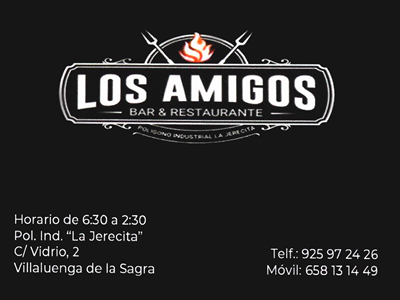 LOS AMIGOS
BAR & RESTAURANTE
POLIGONO INDUSTRIAL LA JERECITA
Horario de 6:30 a 2:30
Pol. Ind. “La Jerecita”
C/ Vidrio, 2
Villaluenga de la Sagra
Telf.: 925 97 24 26
Móvil: 658 13 14 49